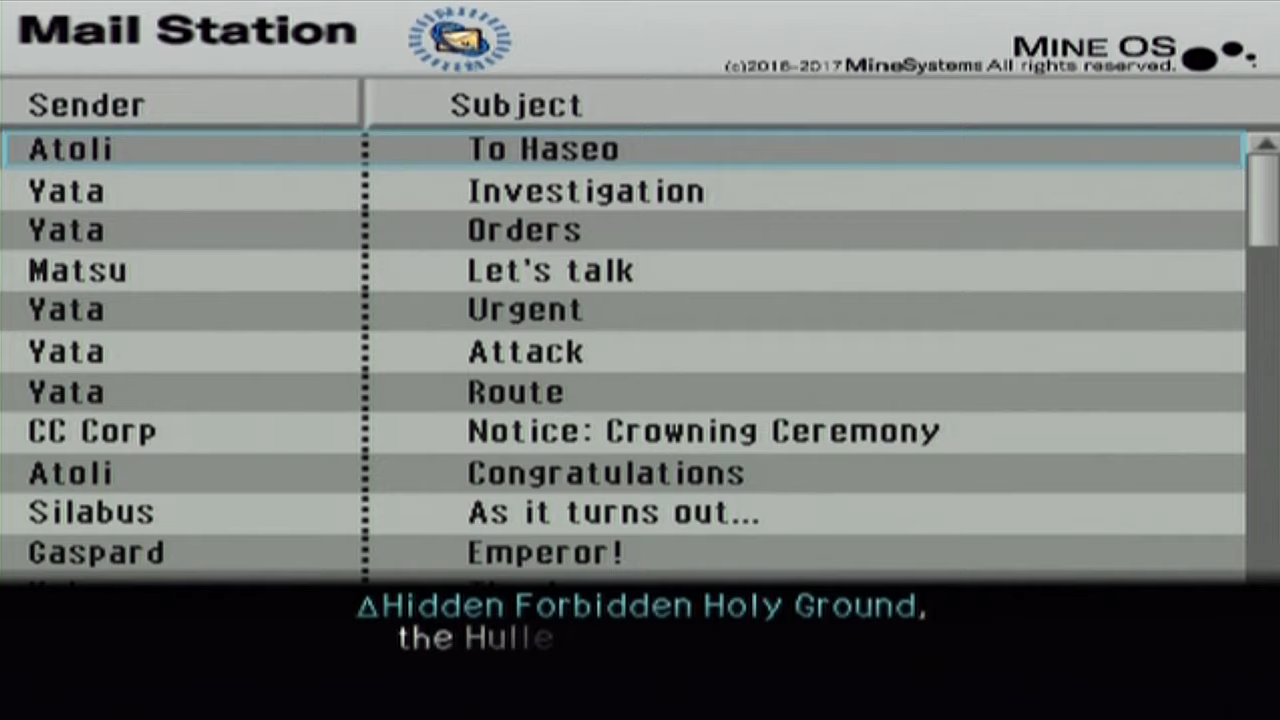 Mail Station
MINE OS
(c)2016-2017 MineSystems All rights reserved.
Sender Subject
Atoli To Haseo
Yata Investigation
Yata Orders
Matsu Let's talk
Yata Urgent
Yata Attack
Yata Route
CC Corp Notice: Crowning Ceremony
Atoli Congratulations
Silabus As it turns out...
Gaspard Emperor!
ΔHidden Forbidden Holy Ground,
the Hulle